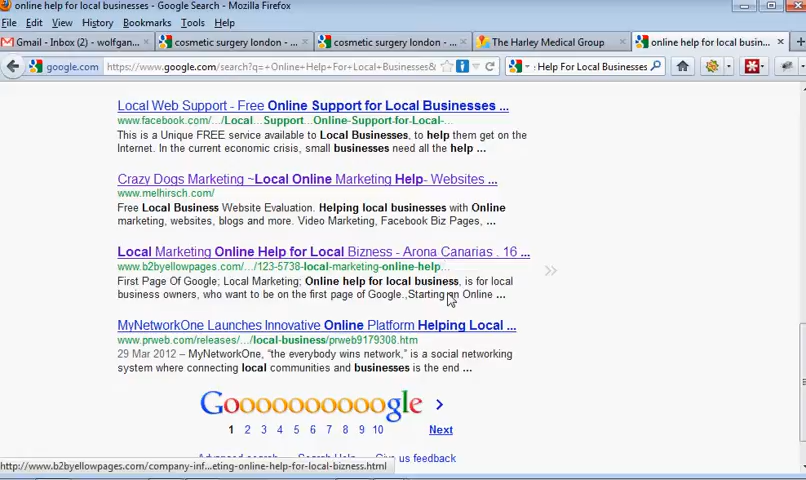 online help for local businesses - Google Search - Mozilla Firefox
File Edit View History Bookmarks Tools Help
Gmail - Inbox (2) - wolfgan... × cosmetic surgery london - ... × cosmetic surgery london - ... × The Harley Medical Group × online help for local busin... ×
google.com https://www.google.com/search?q=+Online+Help+For+Local+Businesses& : Help For Local Businesses
Local Web Support - Free Online Support for Local Businesses ...
www.facebook.com/.../Local...Support...Online-Support-for-Local-...
This is a Unique FREE service available to Local Businesses, to help them get on the
Internet. In the current economic crisis, small businesses need all the help ...
Crazy Dogs Marketing ~Local Online Marketing Help- Websites ...
www.melhirsch.com/
Free Local Business Website Evaluation. Helping local businesses with Online
marketing, websites, blogs and more. Video Marketing, Facebook Biz Pages, ...
Local Marketing Online Help for Local Bizness - Arona Canarias . 16 ...
www.b2byellowpages.com/.../123-5738-local-marketing-online-help...
First Page Of Google; Local Marketing; Online help for local business, is for local
business owners, who want to be on the first page of Google.,Starting an Online ...
MyNetworkOne Launches Innovative Online Platform Helping Local ...
www.prweb.com/releases/.../local-business/prweb9179308.htm
29 Mar 2012 – MyNetworkOne, “the everybody wins network,” is a social networking
system where connecting local communities and businesses is the end ...
Goooooooooogle >
1 2 3 4 5 6 7 8 9 10 Next
Advanced search Search Help us feedback
http://www.b2byellowpages.com/company-inf...eting-online-help-for-local-bizness.html